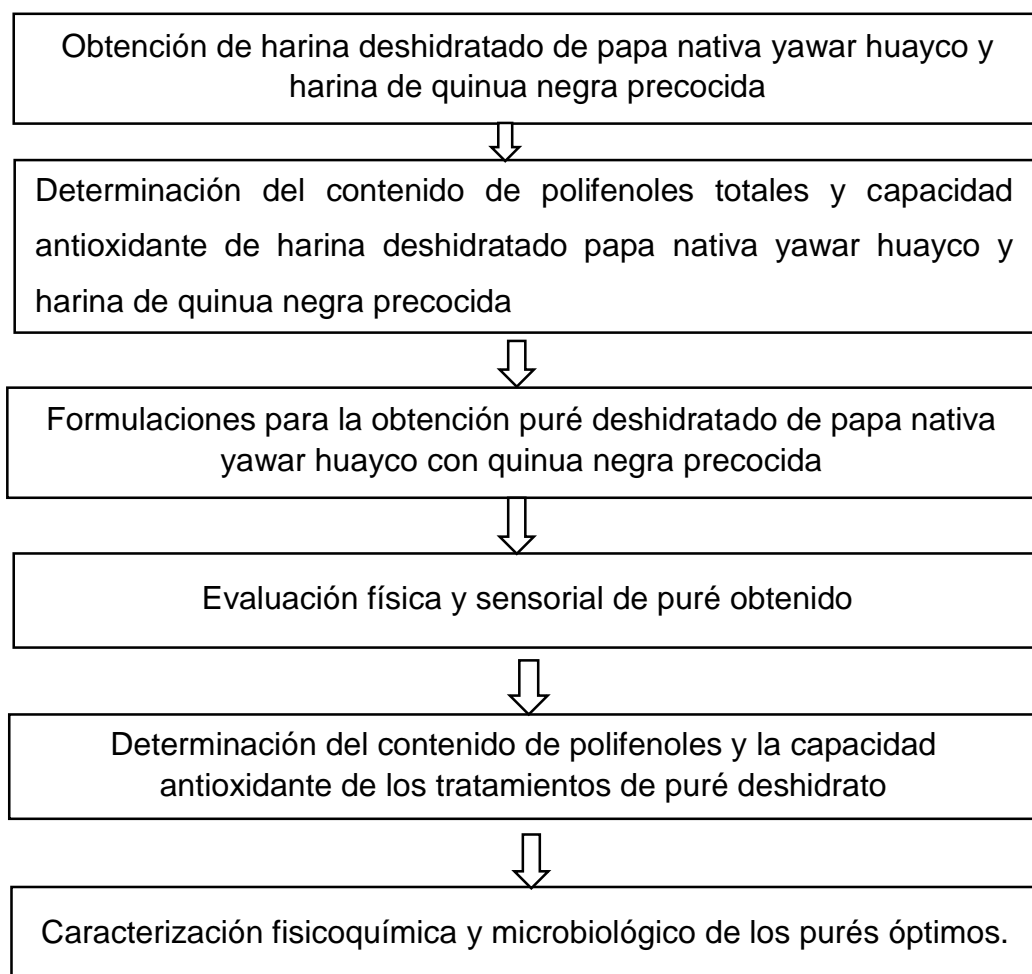 Obtención de harina deshidratado de papa nativa yawar huayco y
harina de quinua negra precocida
Determinación del contenido de polifenoles totales y capacidad
antioxidante de harina deshidratado papa nativa yawar huayco y
harina de quinua negra precocida
Formulaciones para la obtención puré deshidratado de papa nativa
yawar huayco con quinua negra precocida
Evaluación física y sensorial de puré obtenido
Determinación del contenido de polifenoles y la capacidad
antioxidante de los tratamientos de puré deshidrato
Caracterización fisicoquímica y microbiológico de los purés óptimos.